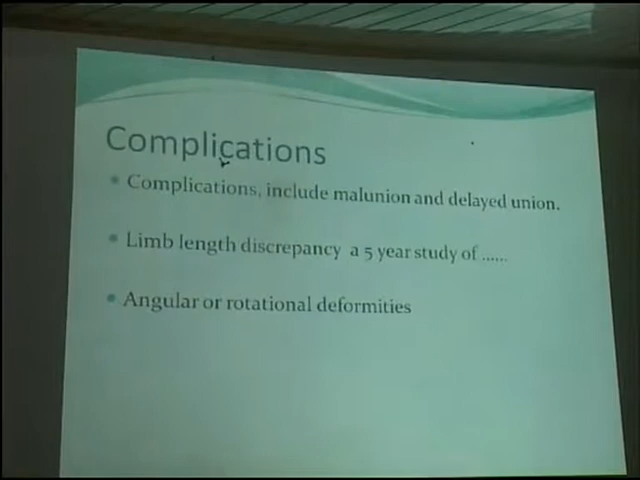 Complications
Complications, include malunion and delayed union.
Limb length discrepancy a 5 year study of ......
Angular or rotational deformities